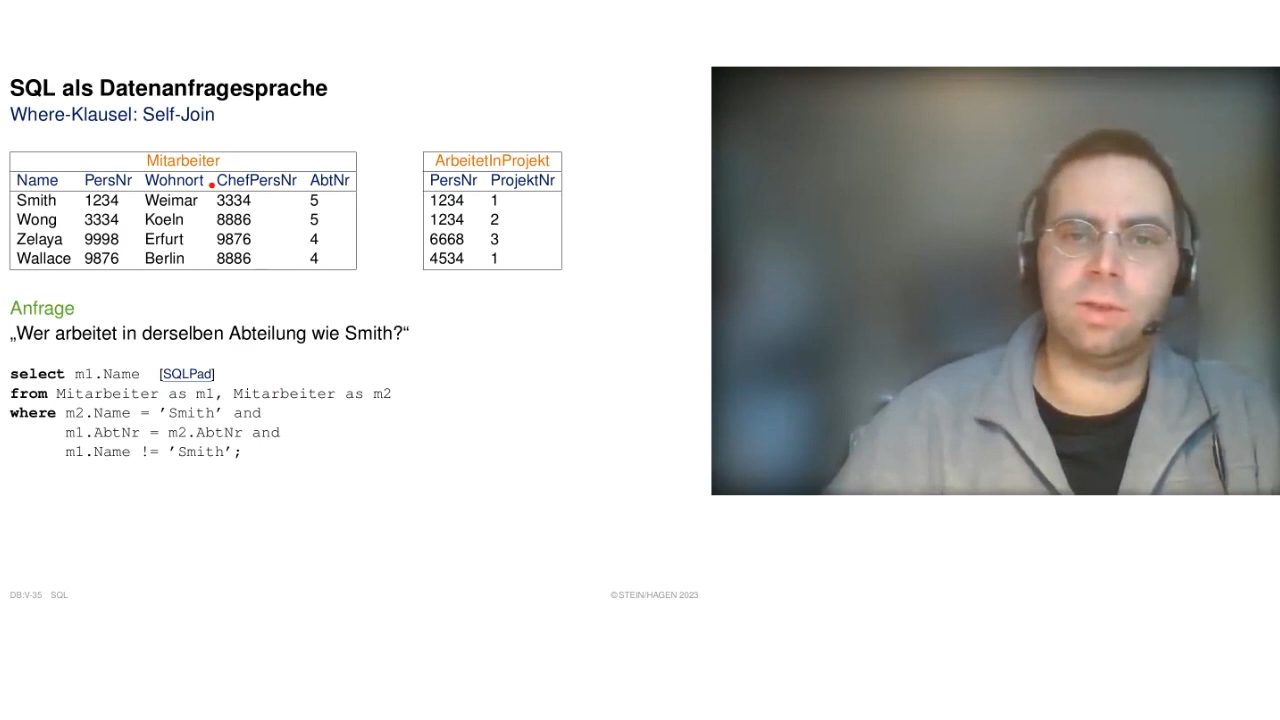 SQL als Datenanfragesprache
Where-Klausel: Self-Join
Mitarbeiter
Name PersNr Wohnort ChefPersNr AbtNr
Smith 1234 Weimar 3334 5
Wong 3334 Koeln 8886 5
Zelaya 9998 Erfurt 9876 4
Wallace 9876 Berlin 8886 4
ArbeitetInProjekt
PersNr ProjektNr
1234 1
1234 2
6668 3
4534 1
Anfrage
„Wer arbeitet in derselben Abteilung wie Smith?“
select m1.Name [SQLPad]
from Mitarbeiter as m1, Mitarbeiter as m2
where m2.Name = ’Smith’ and
m1.AbtNr = m2.AbtNr and
m1.Name != ’Smith’;
DB:V-35 SQL
©STEIN/HAGEN 2023